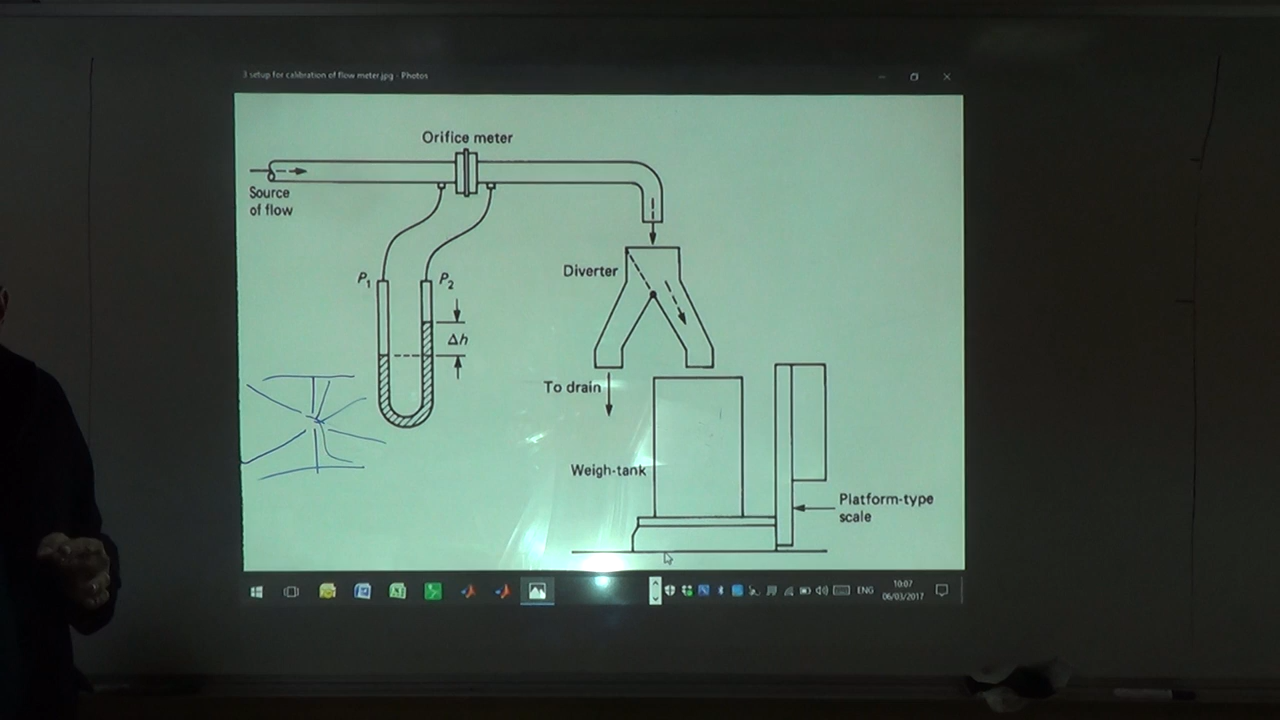 3 setup for calibration of flow meter.jpg - Photos
Orifice meter
Source
of flow
P1
P2
Δh
Diverter
To drain
Weigh-tank
Platform-type
scale
ENG
10:07
06/03/2017